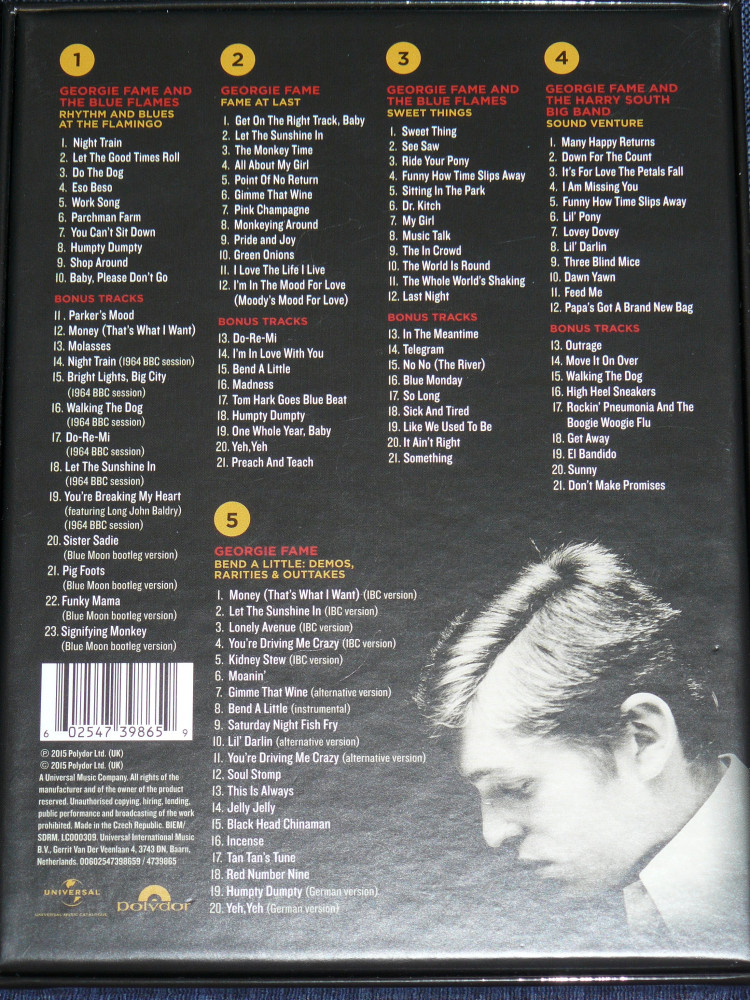 1
GEORGIE FAME AND
THE BLUE FLAMES
RHYTHM AND BLUES
AT THE FLAMINGO
1. Night Train
2. Let The Good Times Roll
3. Do The Dog
4. Eso Beso
5. Work Song
6. Parchman Farm
7. You Can't Sit Down
8. Humpty Dumpty
9. Shop Around
10. Baby, Please Don't Go
BONUS TRACKS
11. Parker's Mood
12. Money (That's What I Want)
13. Molasses
14. Night Train (1964 BBC session)
15. Bright Lights, Big City
(1964 BBC session)
16. Walking The Dog
(1964 BBC session)
17. Do-Re-Mi
(1964 BBC session)
18. Let The Sunshine In
(1964 BBC session)
19. You're Breaking My Heart
(featuring Long John Baldry)
(1964 BBC session)
20. Sister Sadie
(Blue Moon bootleg version)
21. Pig Foots
(Blue Moon bootleg version)
22. Funky Mama
(Blue Moon bootleg version)
23. Signifying Monkey
(Blue Moon bootleg version)
2
GEORGIE FAME
FAME AT LAST
1. Get On The Right Track, Baby
2. Let The Sunshine In
3. The Monkey Time
4. All About My Girl
5. Point Of No Return
6. Gimme That Wine
7. Pink Champagne
8. Monkeying Around
9. Pride and Joy
10. Green Onions
11. I Love The Life I Live
12. I'm In The Mood For Love
(Moody's Mood For Love)
BONUS TRACKS
13. Do-Re-Mi
14. I'm In Love With You
15. Bend A Little
16. Madness
17. Tom Hark Goes Blue Beat
18. Humpty Dumpty
19. One Whole Year, Baby
20. Yeh,Yeh
21. Preach And Teach
3
GEORGIE FAME AND
THE BLUE FLAMES
SWEET THINGS
1. Sweet Thing
2. See Saw
3. Ride Your Pony
4. Funny How Time Slips Away
5. Sitting In The Park
6. Dr. Kitch
7. My Girl
8. Music Talk
9. The In Crowd
10. The World Is Round
11. The Whole World's Shaking
12. Last Night
BONUS TRACKS
13. In The Meantime
14. Telegram
15. No No (The River)
16. Blue Monday
17. So Long
18. Sick And Tired
19. Like We Used To Be
20. It Ain't Right
21. Something
4
GEORGIE FAME AND
THE HARRY SOUTH
BIG BAND
SOUND VENTURE
1. Many Happy Returns
2. Down For The Count
3. It's For Love The Petals Fall
4. I Am Missing You
5. Funny How Time Slips Away
6. Lil' Pony
7. Lovey Dovey
8. Lil' Darlin
9. Three Blind Mice
10. Dawn Yawn
11. Feed Me
12. Papa's Got A Brand New Bag
BONUS TRACKS
13. Outrage
14. Move It On Over
15. Walking The Dog
16. High Heel Sneakers
17. Rockin' Pneumonia And The
Boogie Woogie Flu
18. Get Away
19. El Bandido
20. Sunny
21. Don't Make Promises
5
GEORGIE FAME
BEND A LITTLE: DEMOS,
RARITIES & OUTTAKES
1. Money (That's What I Want) (IBC version)
2. Let The Sunshine In (IBC version)
3. Lonely Avenue (IBC version)
4. You're Driving Me Crazy (IBC version)
5. Kidney Stew (IBC version)
6. Moanin'
7. Gimme That Wine (alternative version)
8. Bend A Little (instrumental)
9. Saturday Night Fish Fry
10. Lil' Darlin (alternative version)
11. You're Driving Me Crazy (alternative version)
12. Soul Stomp
13. This Is Always
14. Jelly Jelly
15. Black Head Chinaman
16. Incense
17. Tan Tan's Tune
18. Red Number Nine
19. Humpty Dumpty (German version)
20. Yeh,Yeh (German version)
6 02547 39865 9
℗ 2015 Polydor Ltd. (UK)
© 2015 Polydor Ltd. (UK)
A Universal Music Company. All rights of the
manufacturer and of the owner of the product
reserved. Unauthorised copying, hiring, lending,
public performance and broadcasting of the work
prohibited. Made in the Czech Republic. BIEM/
SDRM. LC000309. Universal International Music
B.V., Gerrit Van Der Veenlaan 4, 3743 DN, Baarn,
Netherlands. 00602547398659 / 4739865
UNIVERSAL
UNIVERSAL MUSIC CATALOGUE
polydor